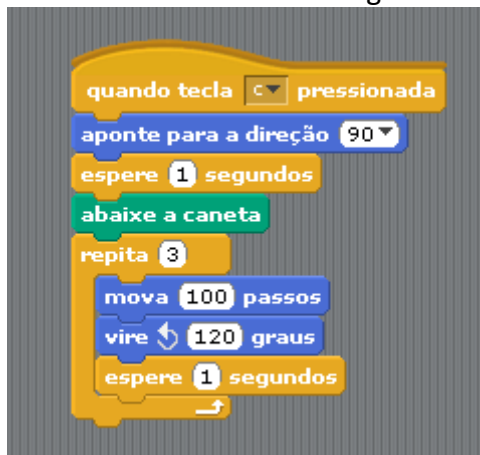 quando tecla c pressionada
aponte para a direção 90
espere 1 segundos
abaixe a caneta
repita 3
mova 100 passos
vire 120 graus
espere 1 segundos